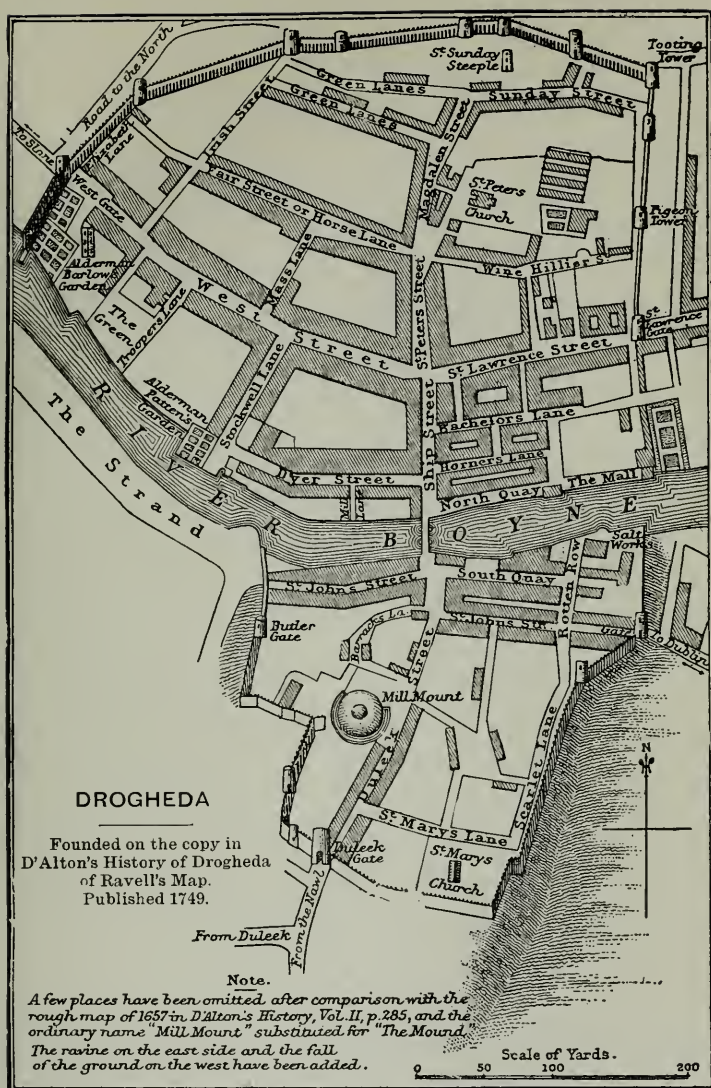 Road to the North
To Slane
St Sunday
Steeple
Tooting
Tower
Green Lanes
Green Lanes
Sunday Street
Irish Street
Magdalen Street
West Gate
Fair Street or Horse Lane
St Peters
Church
Pigeon
Tower
Alderman
Barlow's
Garden
Mass Lane
Wine Hillier S.
The
Green
Troopers Lane
West Street
St Peters Street
St Lawrence
Gate
St Lawrence Street
Alderman
Patten's
Garden
Stockwell Lane
Ship Street
Bachelors Lane
Horners Lane
The Strand
Dyer Street
Mill
Lane
North Quay
The Mall
RIVER BOYNE
Salt
Works
St Johns Street
South Quay
Rotten Row
Butler
Gate
Barracks La.
St Johns Str.
Gate
To Dublin
Mill Mount
Duleek Street
Scarlet Lane
N
St Marys Lane
Duleek
Gate
St Marys
Church
DROGHEDA
Founded on the copy in
D'Alton's History of Drogheda
of Ravell's Map.
Published 1749.
From Duleek
From the Nawl
Note.
A few places have been omitted after comparison with the
rough map of 1657 in D'Alton's History, Vol. II, p. 285, and the
ordinary name "Mill Mount" substituted for "The Mound"
The ravine on the east side and the fall
of the ground on the west have been added.
Scale of Yards.
0 50 100 200